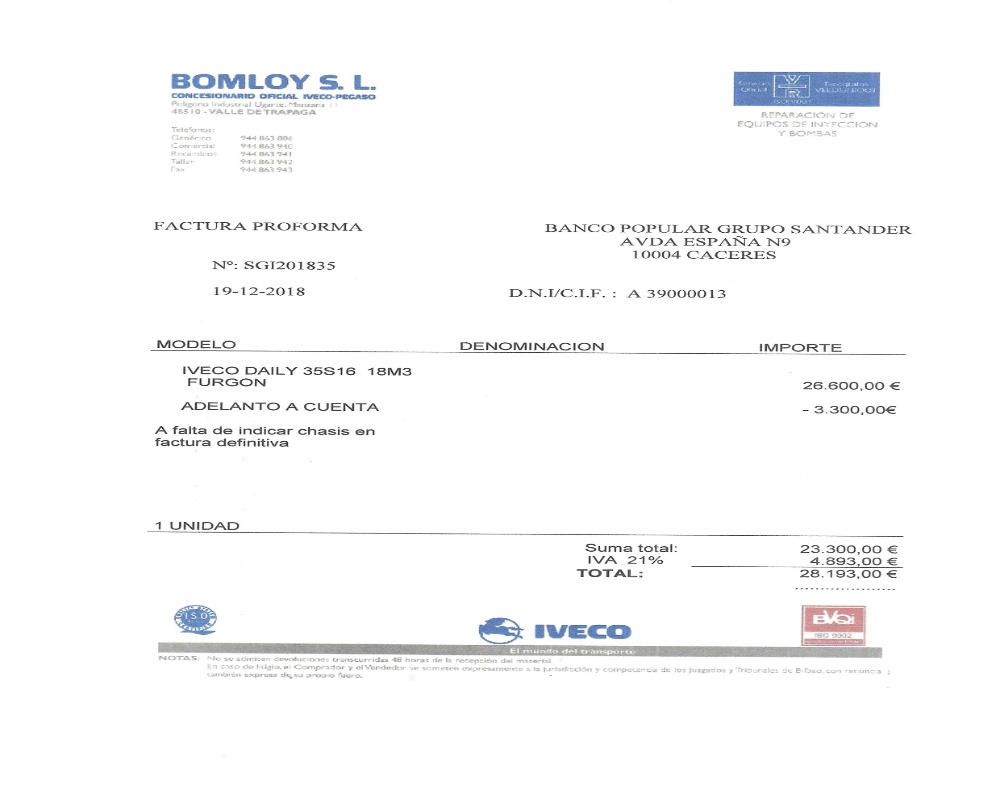 BOMLOY S. L.
CONCESIONARIO OFICIAL IVECO-PEGASO
Polígono Industrial Ugarte, Manzana 11
48510 - VALLE DE TRAPAGA
Teléfonos:
Genérico 944 863 806
Comercial 944 863 940
Recambios 944 863 941
Taller 944 863 942
Fax 944 863 943
REPARACION DE
EQUIPOS DE INYECCION
Y BOMBAS
FACTURA PROFORMA
Nº: SGI201835
19-12-2018
BANCO POPULAR GRUPO SANTANDER
AVDA ESPAÑA N9
10004 CACERES
D.N.I/C.I.F. : A 39000013
MODELO DENOMINACION IMPORTE
IVECO DAILY 35S16 18M3
FURGON 26.600,00 €
ADELANTO A CUENTA - 3.300,00€
A falta de indicar chasis en
factura definitiva
1 UNIDAD
Suma total: 23.300,00 €
IVA 21% 4.893,00 €
TOTAL: 28.193,00 €
ISO
IVECO
BVQi
ISO 9002
El mundo del transporte
NOTAS: No se admiten devoluciones transcurridas 48 horas de la recepción del material.
En caso de litigio, el Comprador y el Vendedor se someten expresamente a la jurisdicción y competencia de los Juzgados y Tribunales de Bilbao, con renuncia
también expresa de su propio fuero.